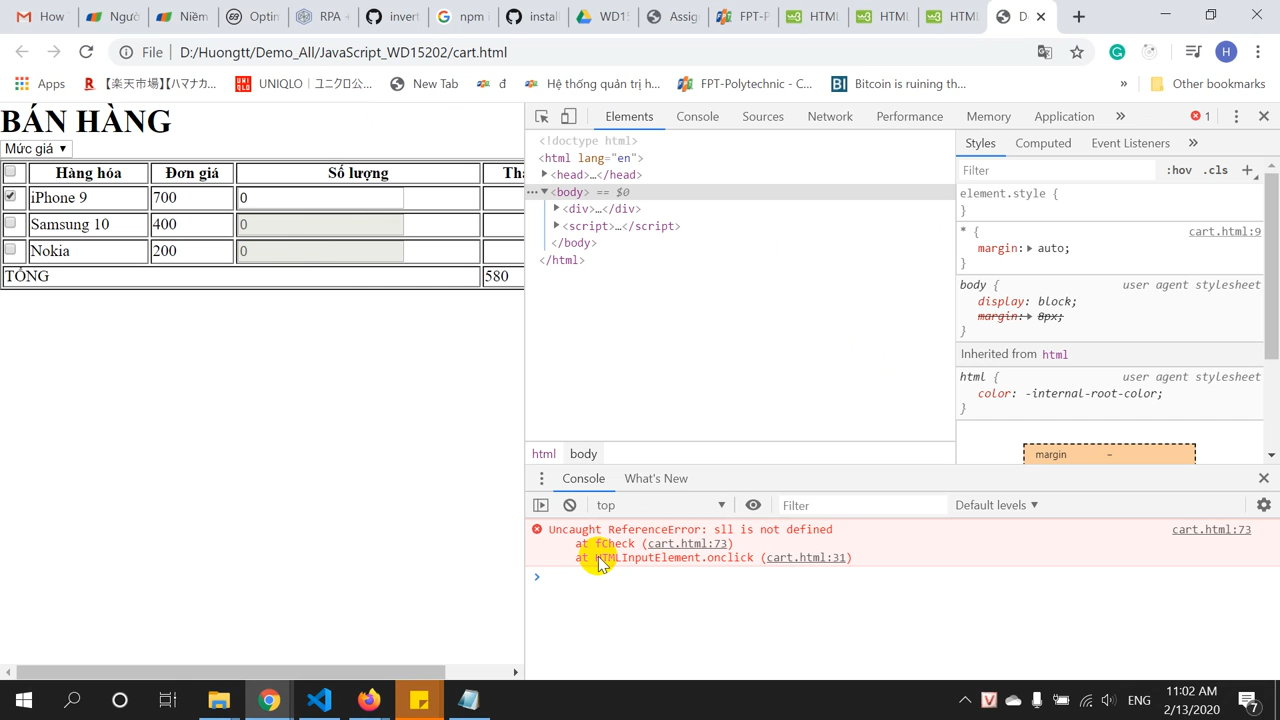 How
Ngườ
Niềm
Optin
RPA +
invert
npm i
install
WD15
Assig
FPT-P
HTML
HTML
HTML
D
File D:/Huongtt/Demo_All/JavaScript_WD15202/cart.html
H
Apps 【楽天市場】【ハマナカ... UNIQLO｜ユニクロ公... New Tab đ Hệ thống quản trị h... FPT-Polytechnic - C... Bitcoin is ruining th... » Other bookmarks
BÁN HÀNG
Mức giá
Hàng hóa Đơn giá Số lượng Thà
iPhone 9 700 0
Samsung 10 400 0
Nokia 200 0
TỔNG 580
Elements Console Sources Network Performance Memory Application » 1
<!doctype html>
<html lang="en">
<head>…</head>
<body> == $0
<div>…</div>
<script>…</script>
</body>
</html>
html body
Styles Computed Event Listeners »
Filter :hov .cls +
element.style {
}
* { cart.html:9
margin: auto;
}
body { user agent stylesheet
display: block;
margin: 8px;
}
Inherited from html
html { user agent stylesheet
color: -internal-root-color;
}
margin –
Console What's New
top Filter Default levels
Uncaught ReferenceError: sll is not defined cart.html:73
at fCheck (cart.html:73)
at HTMLInputElement.onclick (cart.html:31)
ENG
11:02 AM
2/13/2020
7